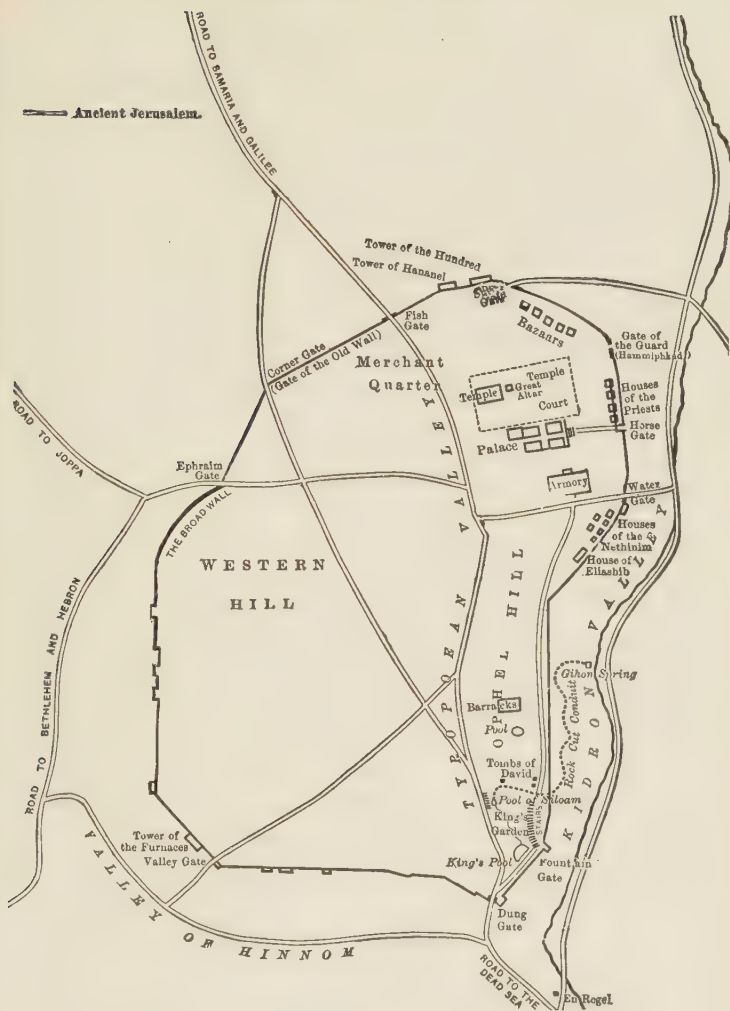 ROAD TO SAMARIA AND GALILEE
Ancient Jerusalem.
Tower of the Hundred
Tower of Hananel
Fish
Gate
Bazaars
Corner Gate
(Gate of the Old Wall)
Merchant
Quarter
Gate of
the Guard
(Hammiphkad)
Temple
Temple
Great
Altar
Court
Houses
of the
Priests
Horse
Gate
Palace
ROAD TO JOPPA
Ephraim
Gate
THE BROAD WALL
Armory
Water
Gate
Houses
of the
Nethinim
House of
Eliashib
WESTERN
HILL
TYROPOEAN VALLEY
OPHEL HILL
KIDRON VALLEY
ROAD TO BETHLEHEM AND HEBRON
Gihon Spring
Rock Cut Conduit
Barracks
Pool
Tombs of
David
Pool of Siloam
King's
Garden
STAIRS
Tower of
the Furnaces
Valley Gate
King's Pool
Fountain
Gate
Dung
Gate
VALLEY OF HINNOM
ROAD TO THE
DEAD SEA
En Rogel